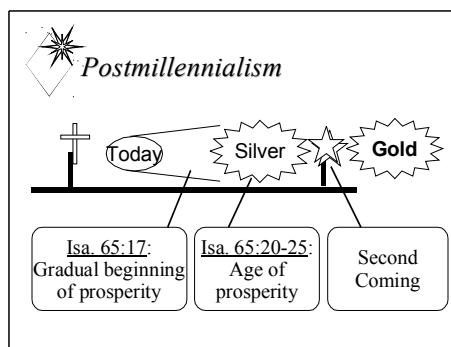 Postmillennialism
Today
Silver
Gold
Isa. 65:17:
Gradual beginning
of prosperity
Isa. 65:20-25:
Age of
prosperity
Second
Coming